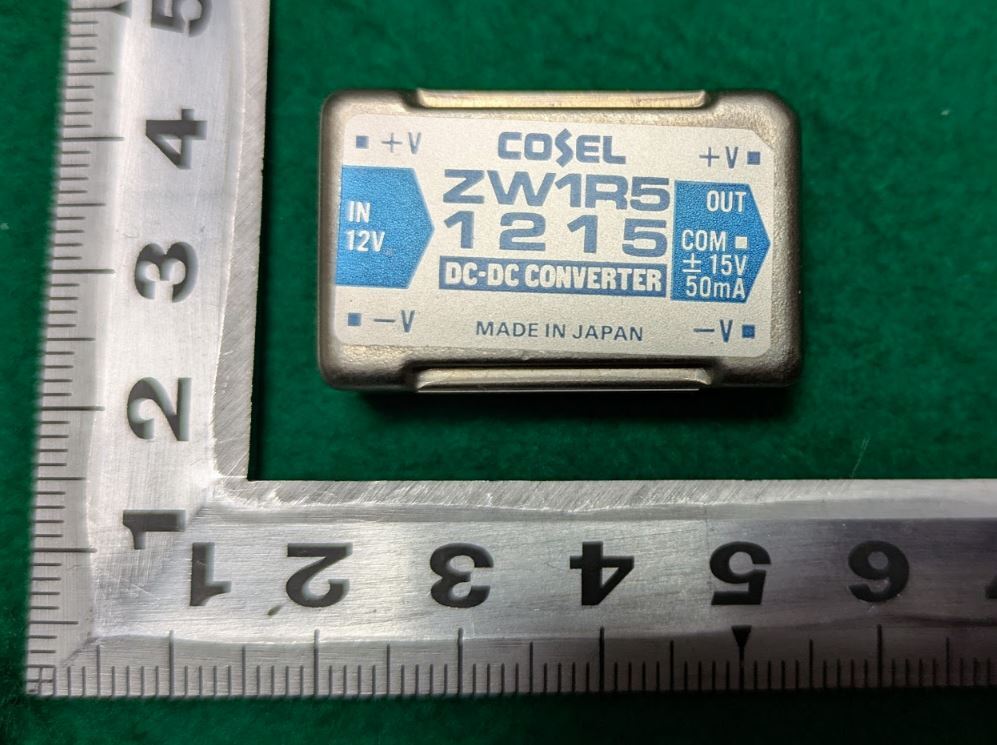 +V
COSEL
+V
ZW1R5
1215
IN
12V
OUT
COM
± 15V
50mA
DC-DC CONVERTER
−V
MADE IN JAPAN
−V
5
4
3
2
1
1 2 3 4 5 6